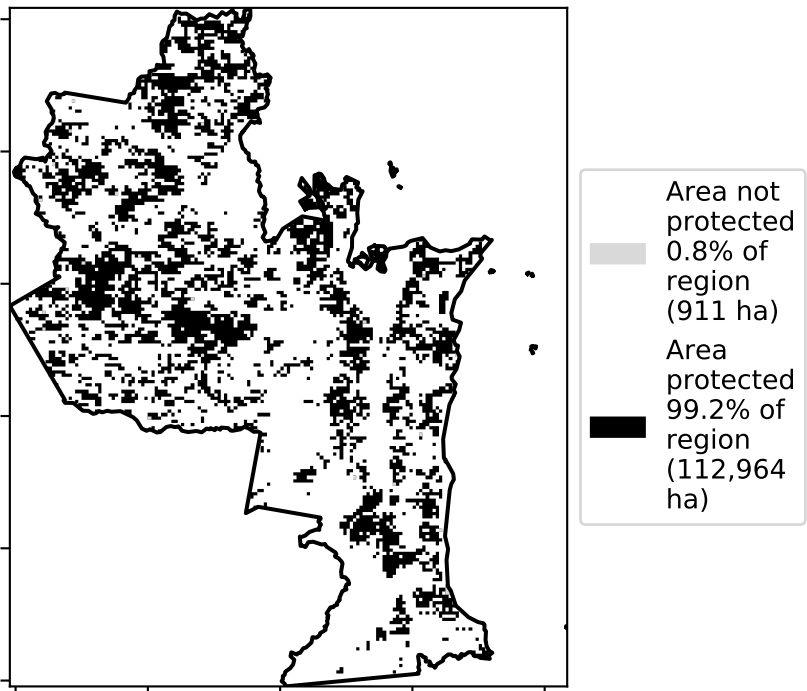 Area not
protected
0.8% of
region
(911 ha)
Area
protected
99.2% of
region
(112,964
ha)